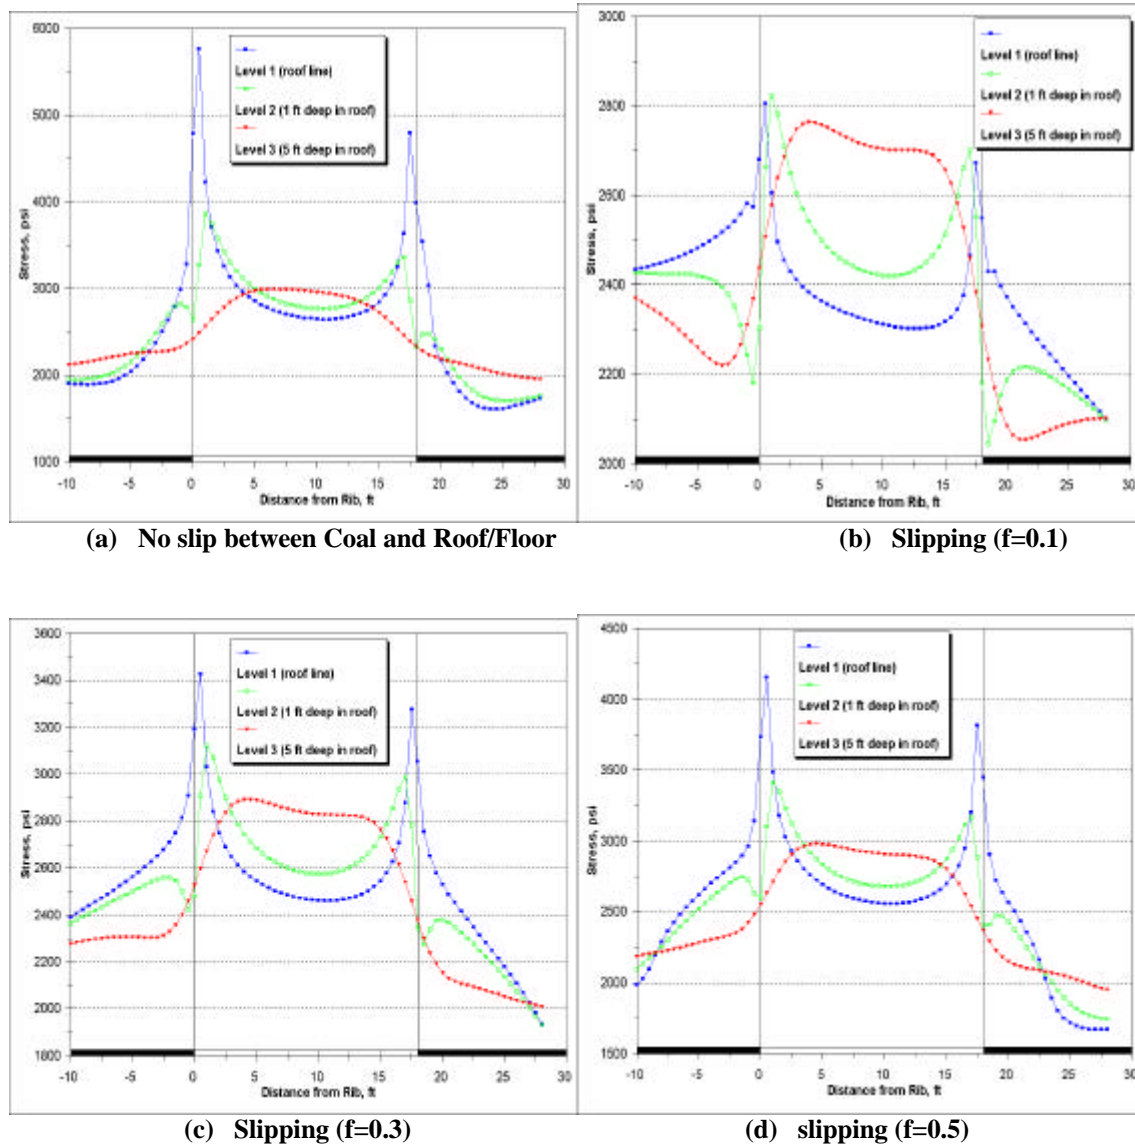 6000
5000
4000
3000
2000
1000
Stress, psi
Level 1 (roof line)
Level 2 (1 ft deep in roof)
Level 3 (5 ft deep in roof)
-10 -5 0 5 10 15 20 25 30
Distance from Rib, ft
(a) No slip between Coal and Roof/Floor
3000
2800
2600
2400
2200
2000
Stress, psi
Level 1 (roof line)
Level 2 (1 ft deep in roof)
Level 3 (5 ft deep in roof)
-10 -5 0 5 10 15 20 25 30
Distance from Rib, ft
(b) Slipping (f=0.1)
3600
3400
3200
3000
2800
2600
2400
2200
2000
1800
Stress, psi
Level 1 (roof line)
Level 2 (1 ft deep in roof)
Level 3 (5 ft deep in roof)
-10 -5 0 5 10 15 20 25 30
Distance from Rib, ft
(c) Slipping (f=0.3)
4500
4000
3500
3000
2500
2000
1500
Stress, psi
Level 1 (roof line)
Level 2 (1 ft deep in roof)
Level 3 (5 ft deep in roof)
-10 -5 0 5 10 15 20 25 30
Distance from Rib, ft
(d) slipping (f=0.5)